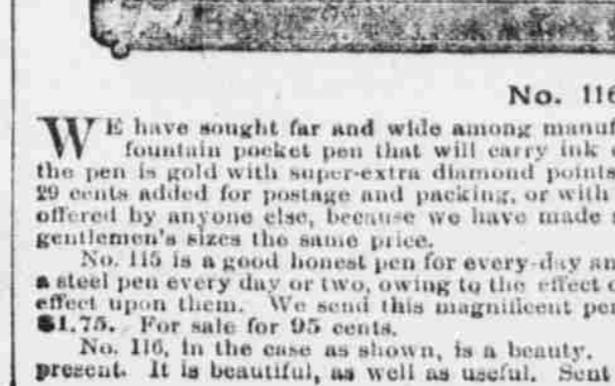 No. 116
WE have sought far and wide among manuf
fountain pocket pen that will carry ink
the pen is gold with super-extra diamond points
29 cents added for postage and packing, or with
offered by anyone else, because we have made
gentlemen's sizes the same price.
No. 115 is a good honest pen for every-day an
a steel pen every day or two, owing to the effect o
effect upon them. We send this magnificent pe
$1.75. For sale for 95 cents.
No. 116, in the case as shown, is a beauty.
present. It is beautiful, as well as useful. Sent